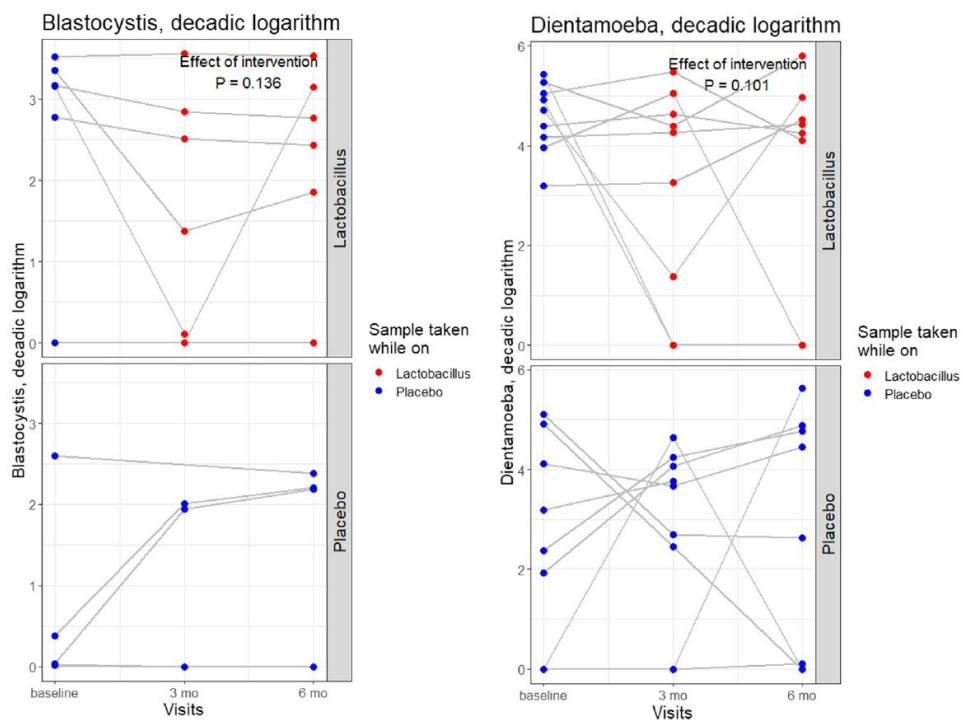 Blastocystis, decadic logarithm
Effect of intervention
P = 0.136
3
2
1
0
Lactobacillus
3
2
1
0
Placebo
Blastocystis, decadic logarithm
baseline
3 mo
6 mo
Visits
Sample taken
while on
Lactobacillus
Placebo
Dientamoeba, decadic logarithm
Effect of intervention
P = 0.101
6
4
2
0
Lactobacillus
6
4
2
0
Placebo
Dientamoeba, decadic logarithm
baseline
3 mo
6 mo
Visits
Sample taken
while on
Lactobacillus
Placebo